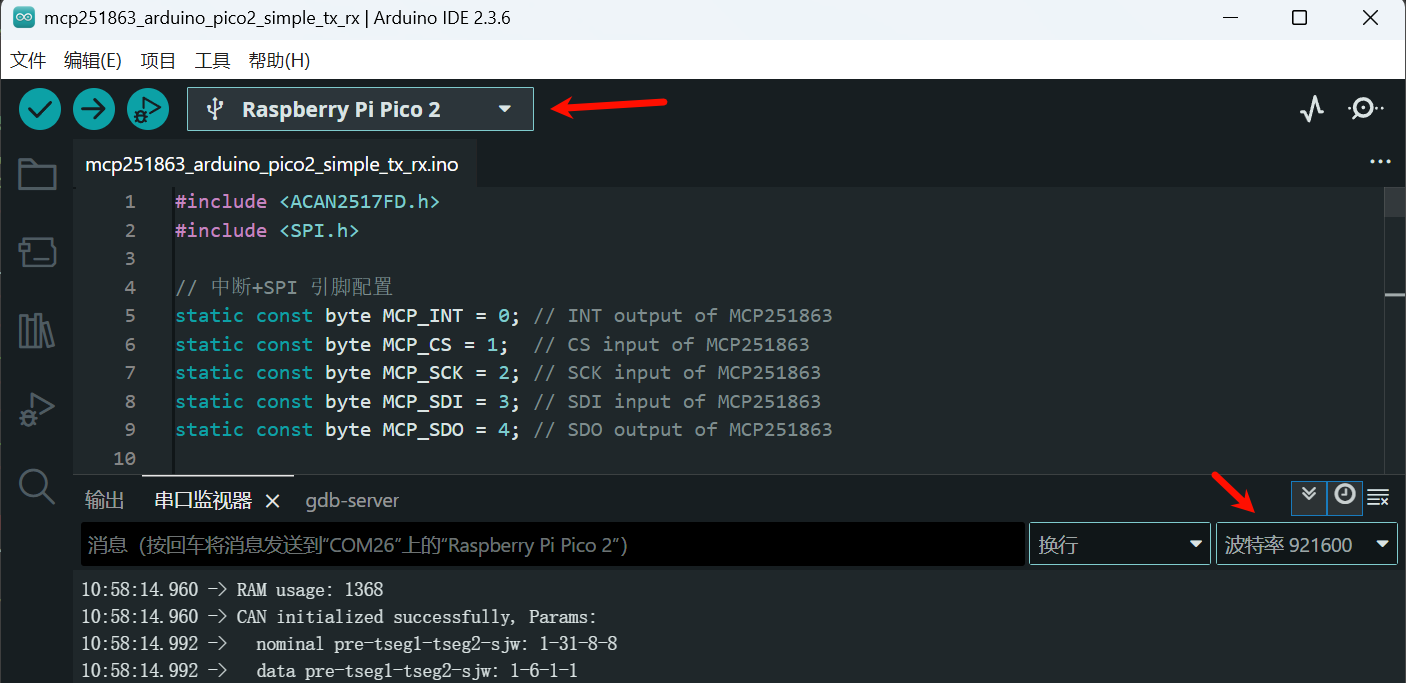 mcp251863_arduino_pico2_simple_tx_rx | Arduino IDE 2.3.6
文件 编辑(E) 项目 工具 帮助(H)
Raspberry Pi Pico 2
mcp251863_arduino_pico2_simple_tx_rx.ino
1 #include <ACAN2517FD.h>
2 #include <SPI.h>
3
4 // 中断+SPI 引脚配置
5 static const byte MCP_INT = 0; // INT output of MCP251863
6 static const byte MCP_CS = 1;  // CS input of MCP251863
7 static const byte MCP_SCK = 2; // SCK input of MCP251863
8 static const byte MCP_SDI = 3; // SDI input of MCP251863
9 static const byte MCP_SDO = 4; // SDO output of MCP251863
10
输出 串口监视器 gdb-server
消息（按回车将消息发送到“COM26”上的“Raspberry Pi Pico 2”） 换行 波特率 921600
10:58:14.960 -> RAM usage: 1368
10:58:14.960 -> CAN initialized successfully, Params:
10:58:14.992 ->   nominal pre-tseg1-tseg2-sjw: 1-31-8-8
10:58:14.992 ->   data pre-tseg1-tseg2-sjw: 1-6-1-1